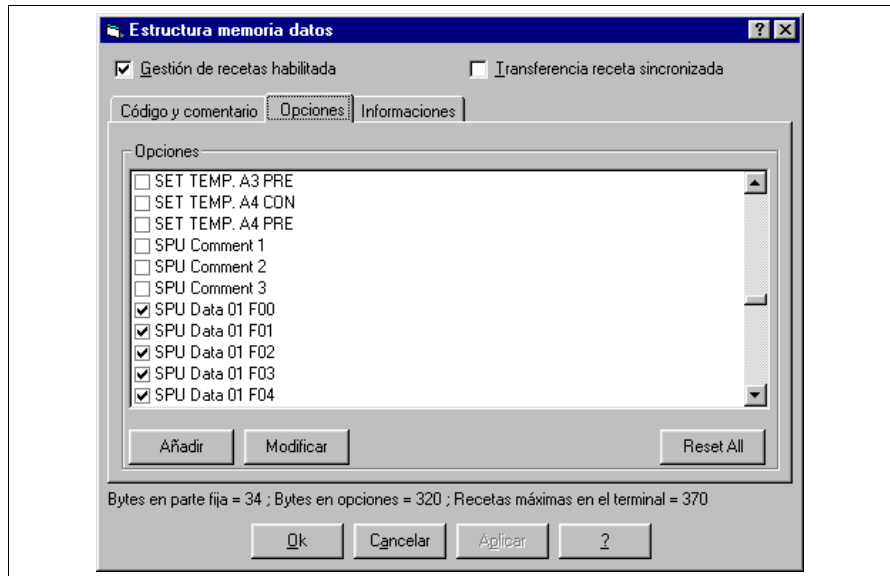 Estructura memoria datos
Gestión de recetas habilitada Transferencia receta sincronizada
Código y comentario Opciones Informaciones
Opciones
SET TEMP. A3 PRE
SET TEMP. A4 CON
SET TEMP. A4 PRE
SPU Comment 1
SPU Comment 2
SPU Comment 3
SPU Data 01 F00
SPU Data 01 F01
SPU Data 01 F02
SPU Data 01 F03
SPU Data 01 F04
Añadir Modificar Reset All
Bytes en parte fija = 34 ; Bytes en opciones = 320 ; Recetas máximas en el terminal = 370
Ok Cancelar Aplicar ?